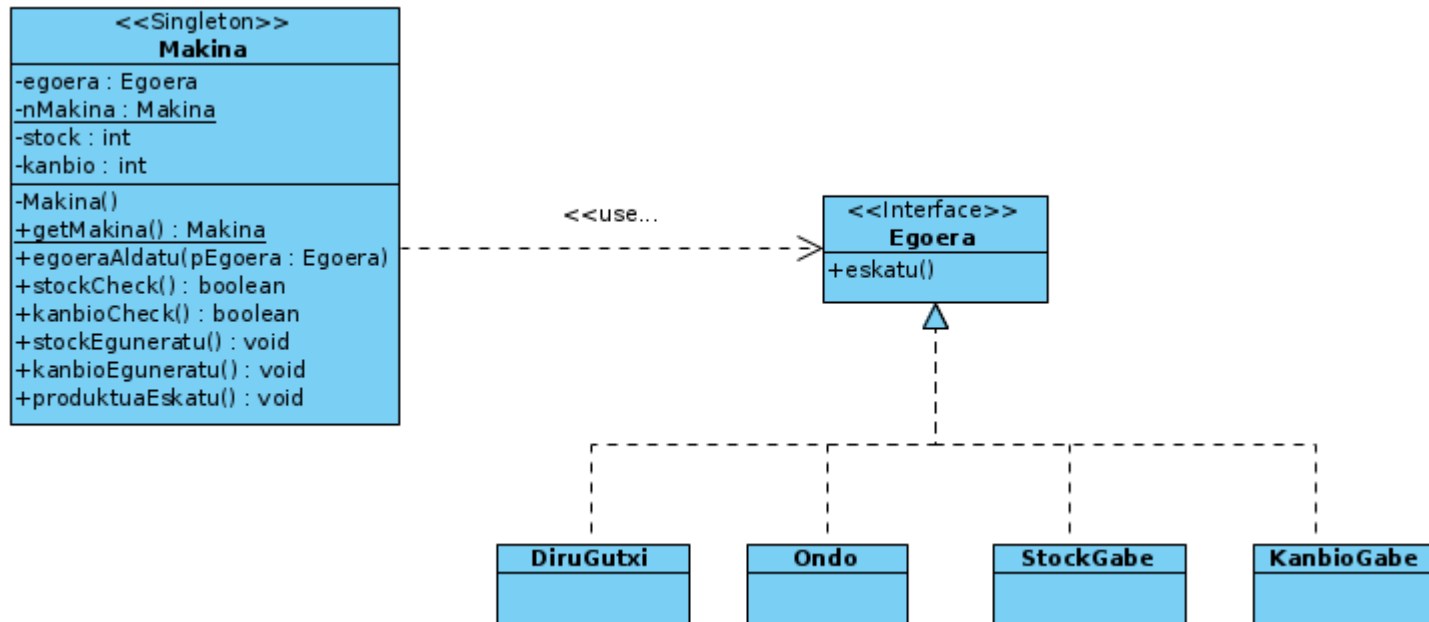 <<Singleton>>
Makina
-egoera : Egoera
-nMakina : Makina
-stock : int
-kanbio : int
-Makina()
+getMakina() : Makina
+egoeraAldatu(pEgoera : Egoera)
+stockCheck() : boolean
+kanbioCheck() : boolean
+stockEguneratu() : void
+kanbioEguneratu() : void
+produktuaEskatu() : void
<<use...
<<Interface>>
Egoera
+eskatu()
DiruGutxi
Ondo
StockGabe
KanbioGabe